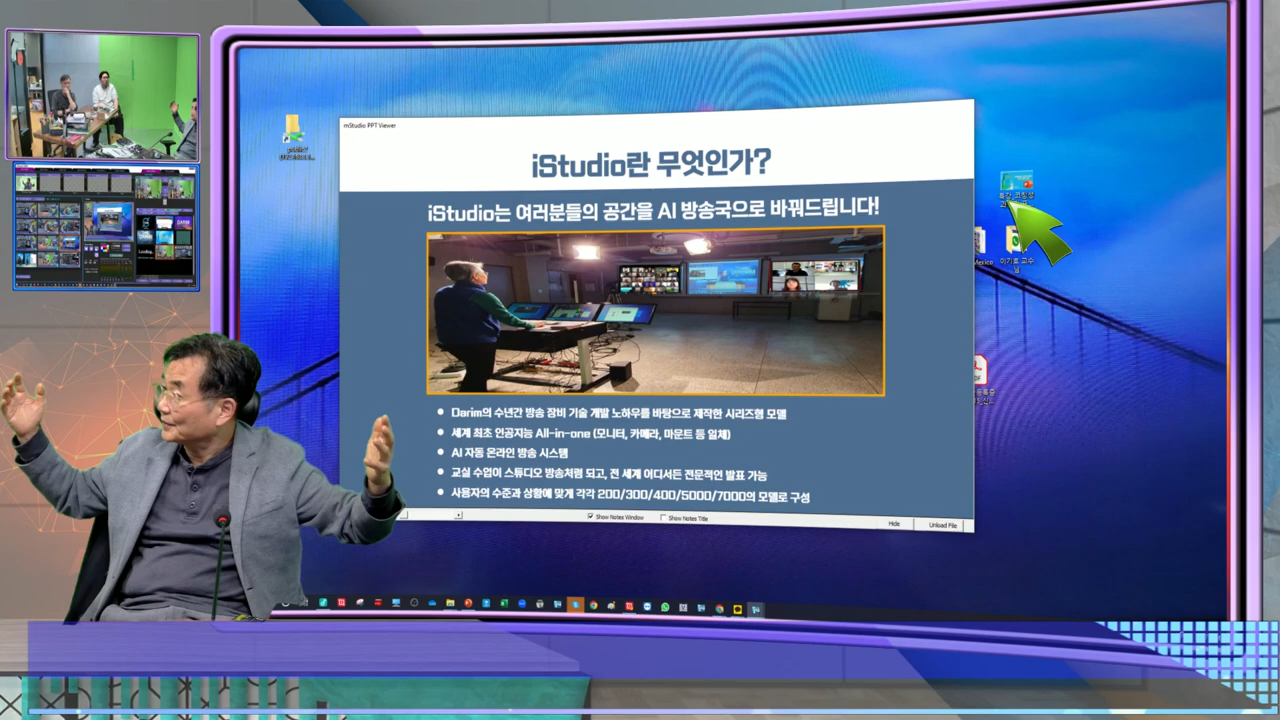 mStudio PPT Viewer
iStudio란 무엇인가?
iStudio는 여러분들의 공간을 AI 방송국으로 바꿔드립니다!
Darim의 수년간 방송 장비 기술 개발 노하우를 바탕으로 제작한 시리즈형 모델
세계 최초 인공지능 All-in-one (모니터, 카메라, 마운트 등 일체)
AI 자동 온라인 방송 시스템
교실 수업이 스튜디오 방송처럼 되고, 전 세계 어디서든 전문적인 발표 가능
사용자의 수준과 상황에 맞게 각각 200/300/400/5000/7000의 모델로 구성
Show Notes Window
Show Notes Title
Hide
Unload File
이기호 교수
님